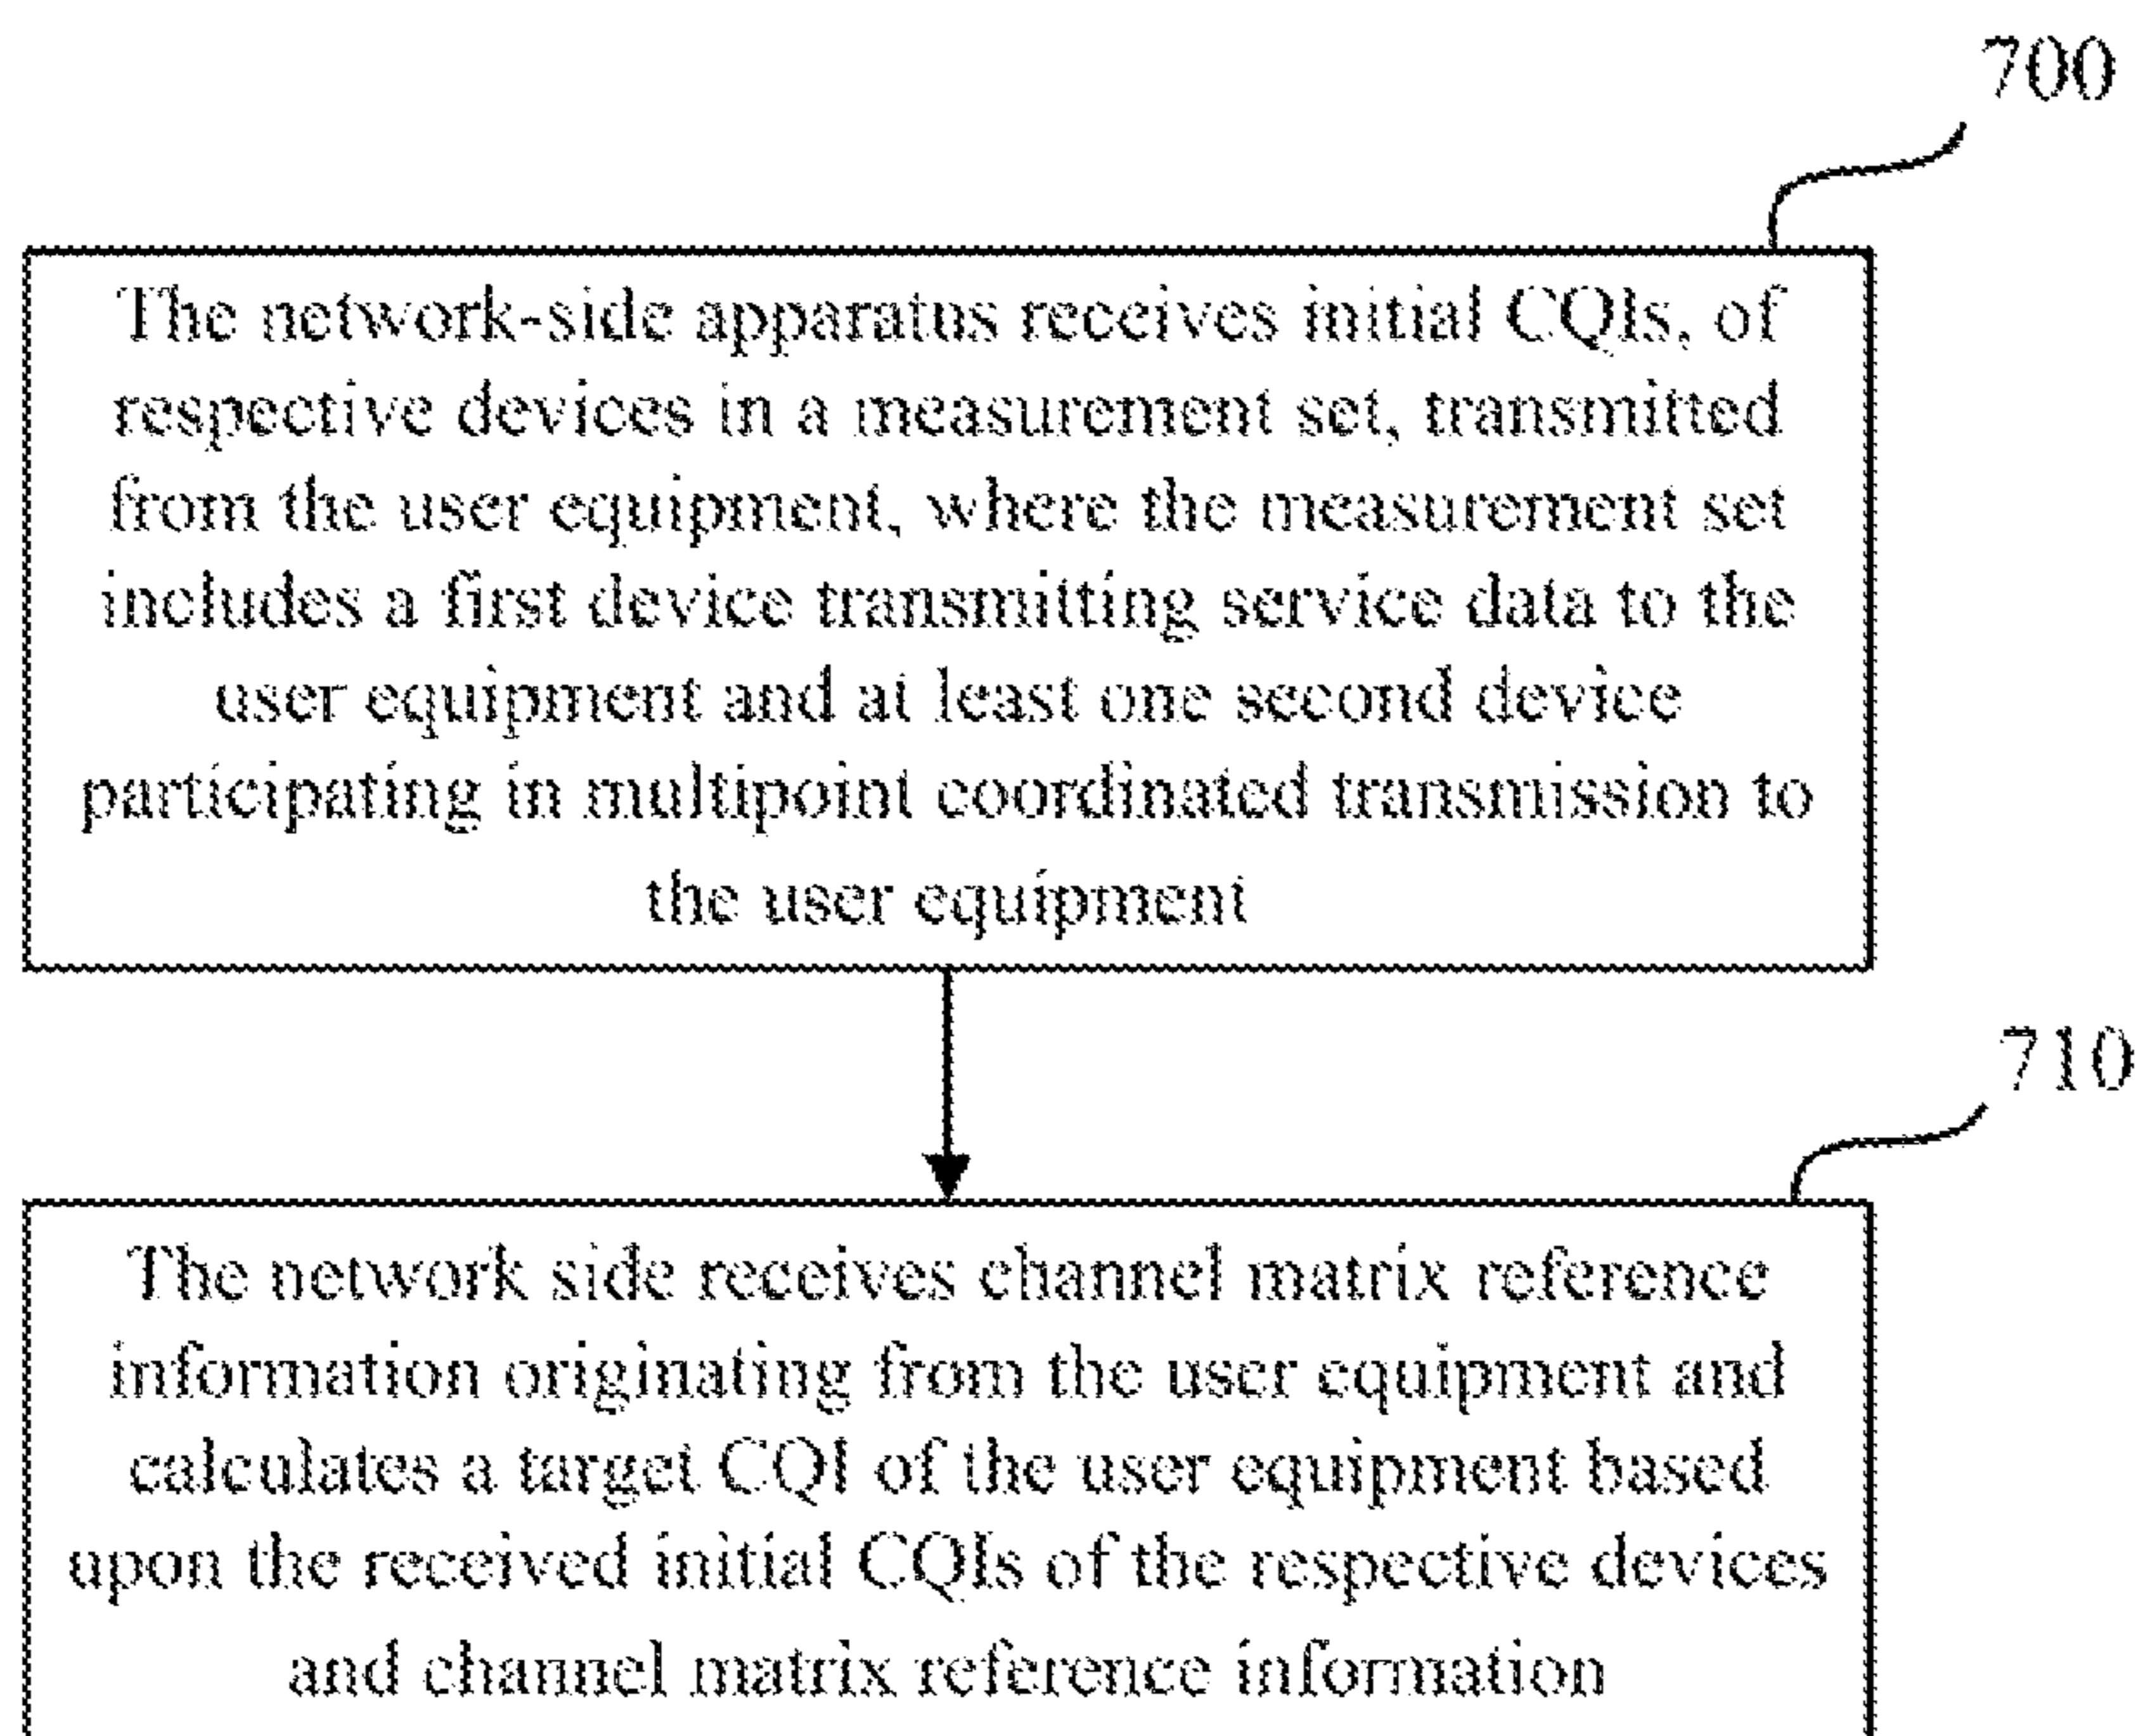 700
The network-side apparatus receives initial CQIs, of
respective devices in a measurement set, transmitted
from the user equipment, where the measurement set
includes a first device transmitting service data to the
user equipment and at least one second device
participating in multipoint coordinated transmission to
the user equipment
710
The network side receives channel matrix reference
information originating from the user equipment and
calculates a target CQI of the user equipment based
upon the received initial CQIs of the respective devices
and channel matrix reference information